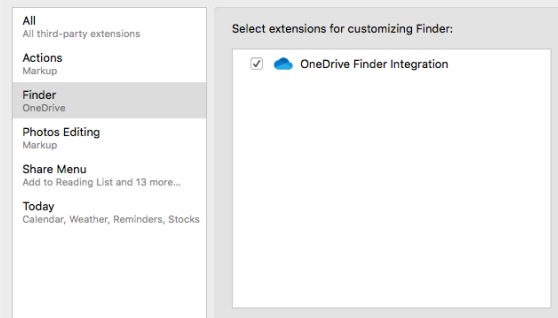 All
All third-party extensions
Actions
Markup
Finder
OneDrive
Photos Editing
Markup
Share Menu
Add to Reading List and 13 more...
Today
Calendar, Weather, Reminders, Stocks
Select extensions for customizing Finder:
OneDrive Finder Integration